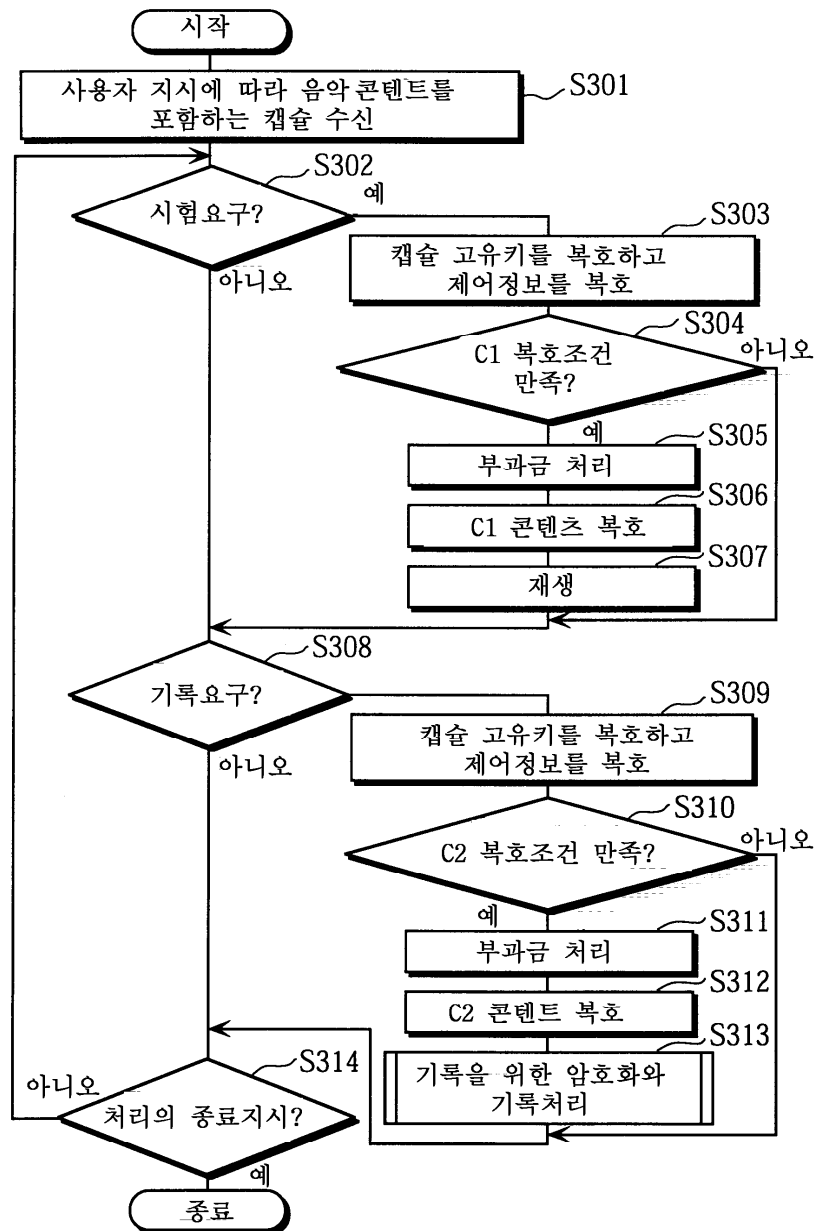 시작
사용자 지시에 따라 음악콘텐트를
포함하는 캡슐 수신
S301
S302
시험요구?
예
아니오
S303
캡슐 고유키를 복호하고
제어정보를 복호
S304
C1 복호조건
만족?
아니오
예
S305
부과금 처리
S306
C1 콘텐츠 복호
S307
재생
S308
기록요구?
아니오
S309
캡슐 고유키를 복호하고
제어정보를 복호
S310
C2 복호조건 만족?
아니오
예
S311
부과금 처리
S312
C2 콘텐트 복호
S313
기록을 위한 암호화와
기록처리
S314
아니오
처리의 종료지시?
예
종료